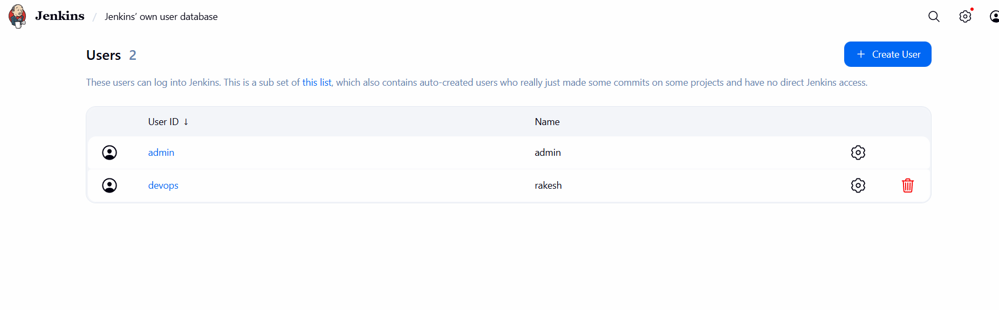 Jenkins / Jenkins’ own user database
Users 2
+ Create User
These users can log into Jenkins. This is a sub set of this list, which also contains auto-created users who really just made some commits on some projects and have no direct Jenkins access.
User ID ↓ Name
admin admin
devops rakesh